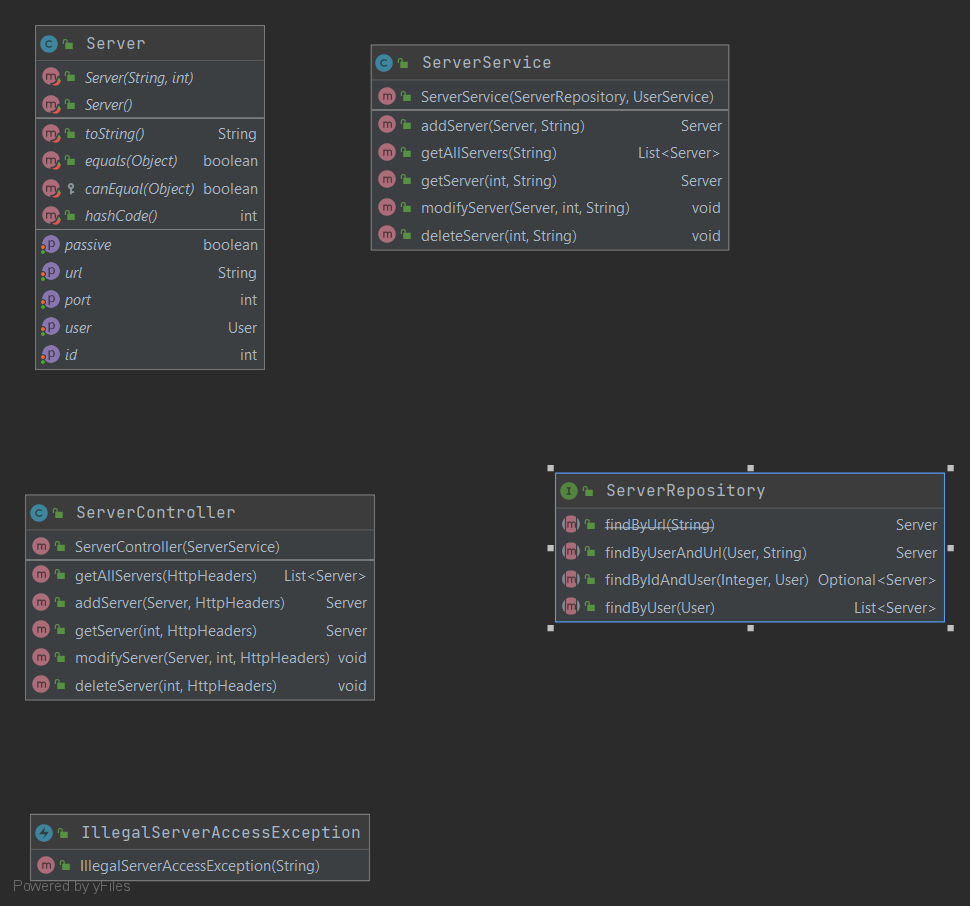 Server
Server(String, int)
Server()
toString() String
equals(Object) boolean
canEqual(Object) boolean
hashCode() int
passive boolean
url String
port int
user User
id int
ServerService
ServerService(ServerRepository, UserService)
addServer(Server, String) Server
getAllServers(String) List<Server>
getServer(int, String) Server
modifyServer(Server, int, String) void
deleteServer(int, String) void
ServerController
ServerController(ServerService)
getAllServers(HttpHeaders) List<Server>
addServer(Server, HttpHeaders) Server
getServer(int, HttpHeaders) Server
modifyServer(Server, int, HttpHeaders) void
deleteServer(int, HttpHeaders) void
ServerRepository
findByUrl(String) Server
findByUserAndUrl(User, String) Server
findByIdAndUser(Integer, User) Optional<Server>
findByUser(User) List<Server>
IllegalServerAccessException
IllegalServerAccessException(String)
Powered by yFiles